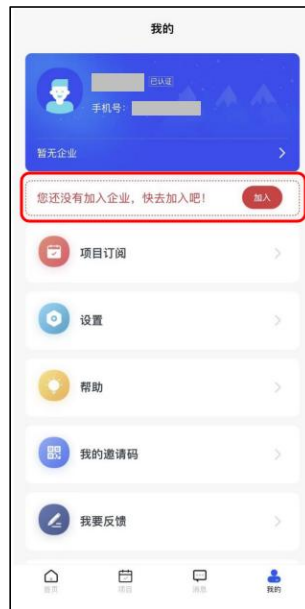 我的
已认证
手机号:
暂无企业
您还没有加入企业，快去加入吧！
加入
项目订阅
设置
帮助
我的邀请码
我要反馈
首页
项目
消息
我的